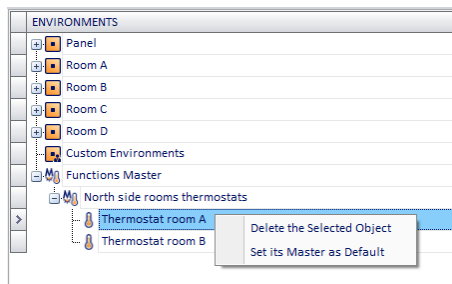 ENVIRONMENTS
Panel
Room A
Room B
Room C
Room D
Custom Environments
Functions Master
North side rooms thermostats
Thermostat room A
Delete the Selected Object
Thermostat room B
Set its Master as Default